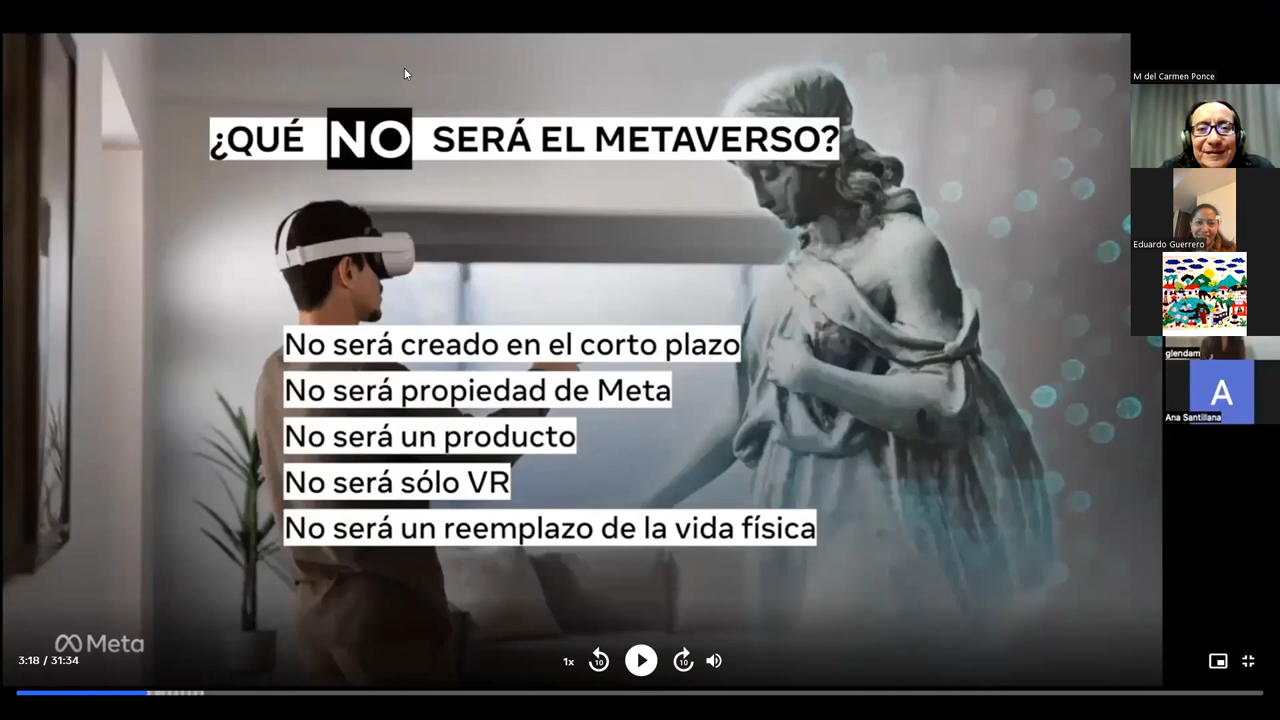 M del Carmen Ponce
¿QUÉ NO SERÁ EL METAVERSO?
Eduardo Guerrero
No será creado en el corto plazo
No será propiedad de Meta
No será un producto
No será sólo VR
No será un reemplazo de la vida física
glendam
A
Ana Santillana
Meta
3:18 / 31:34
1x
10
10